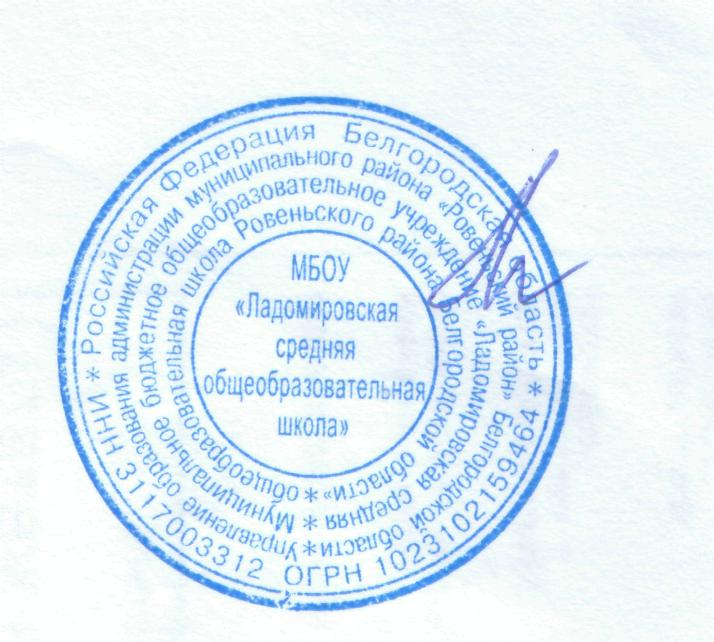 * Российская Федерация Белгородская область *
ИНН 3117003312 ОГРН 1023102159464
* Управление образования администрации муниципального района «Ровеньский район» Белгородской области
* Муниципальное бюджетное общеобразовательное учреждение «Ладомировская средняя
общеобразовательная школа Ровеньского района Белгородской области» *
МБОУ
«Ладомировская
средняя
общеобразовательная
школа»